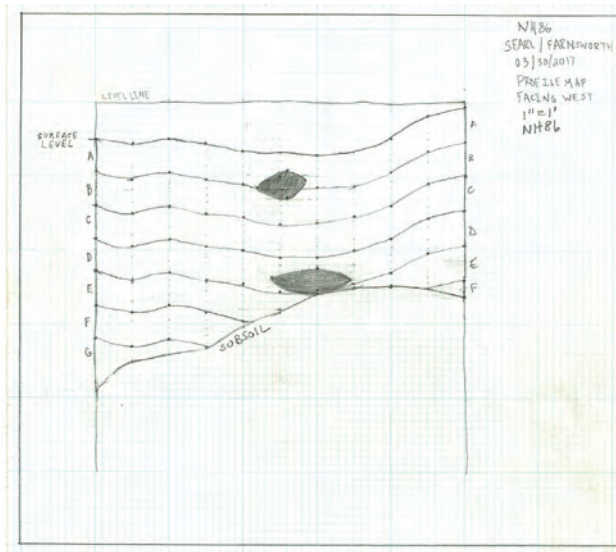 NH86
SEARL / FARNSWORTH
03/30/2017
PROFILE MAP
FACING WEST
1" = 1'
NH86
LEVEL LINE
SURFACE
LEVEL
A
B
C
D
E
F
G
A
B
C
D
E
F
SUBSOIL